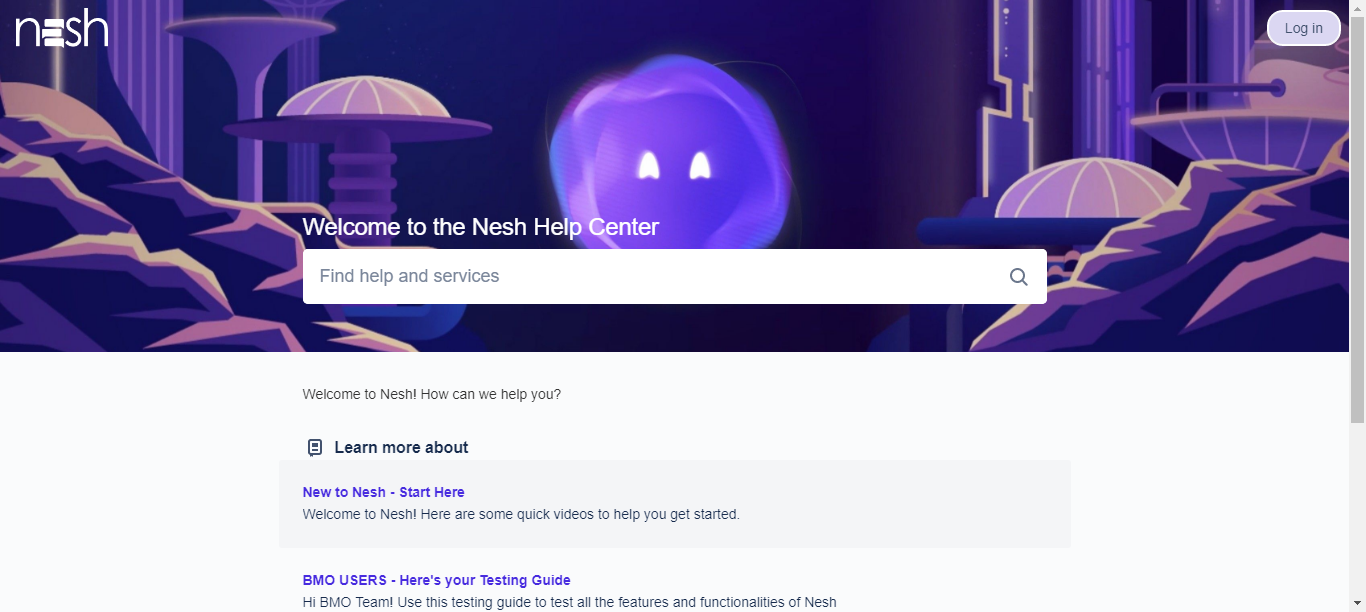 nesh
Log in
Welcome to the Nesh Help Center
Find help and services
Welcome to Nesh! How can we help you?
Learn more about
New to Nesh - Start Here
Welcome to Nesh! Here are some quick videos to help you get started.
BMO USERS - Here's your Testing Guide
Hi BMO Team! Use this testing guide to test all the features and functionalities of Nesh